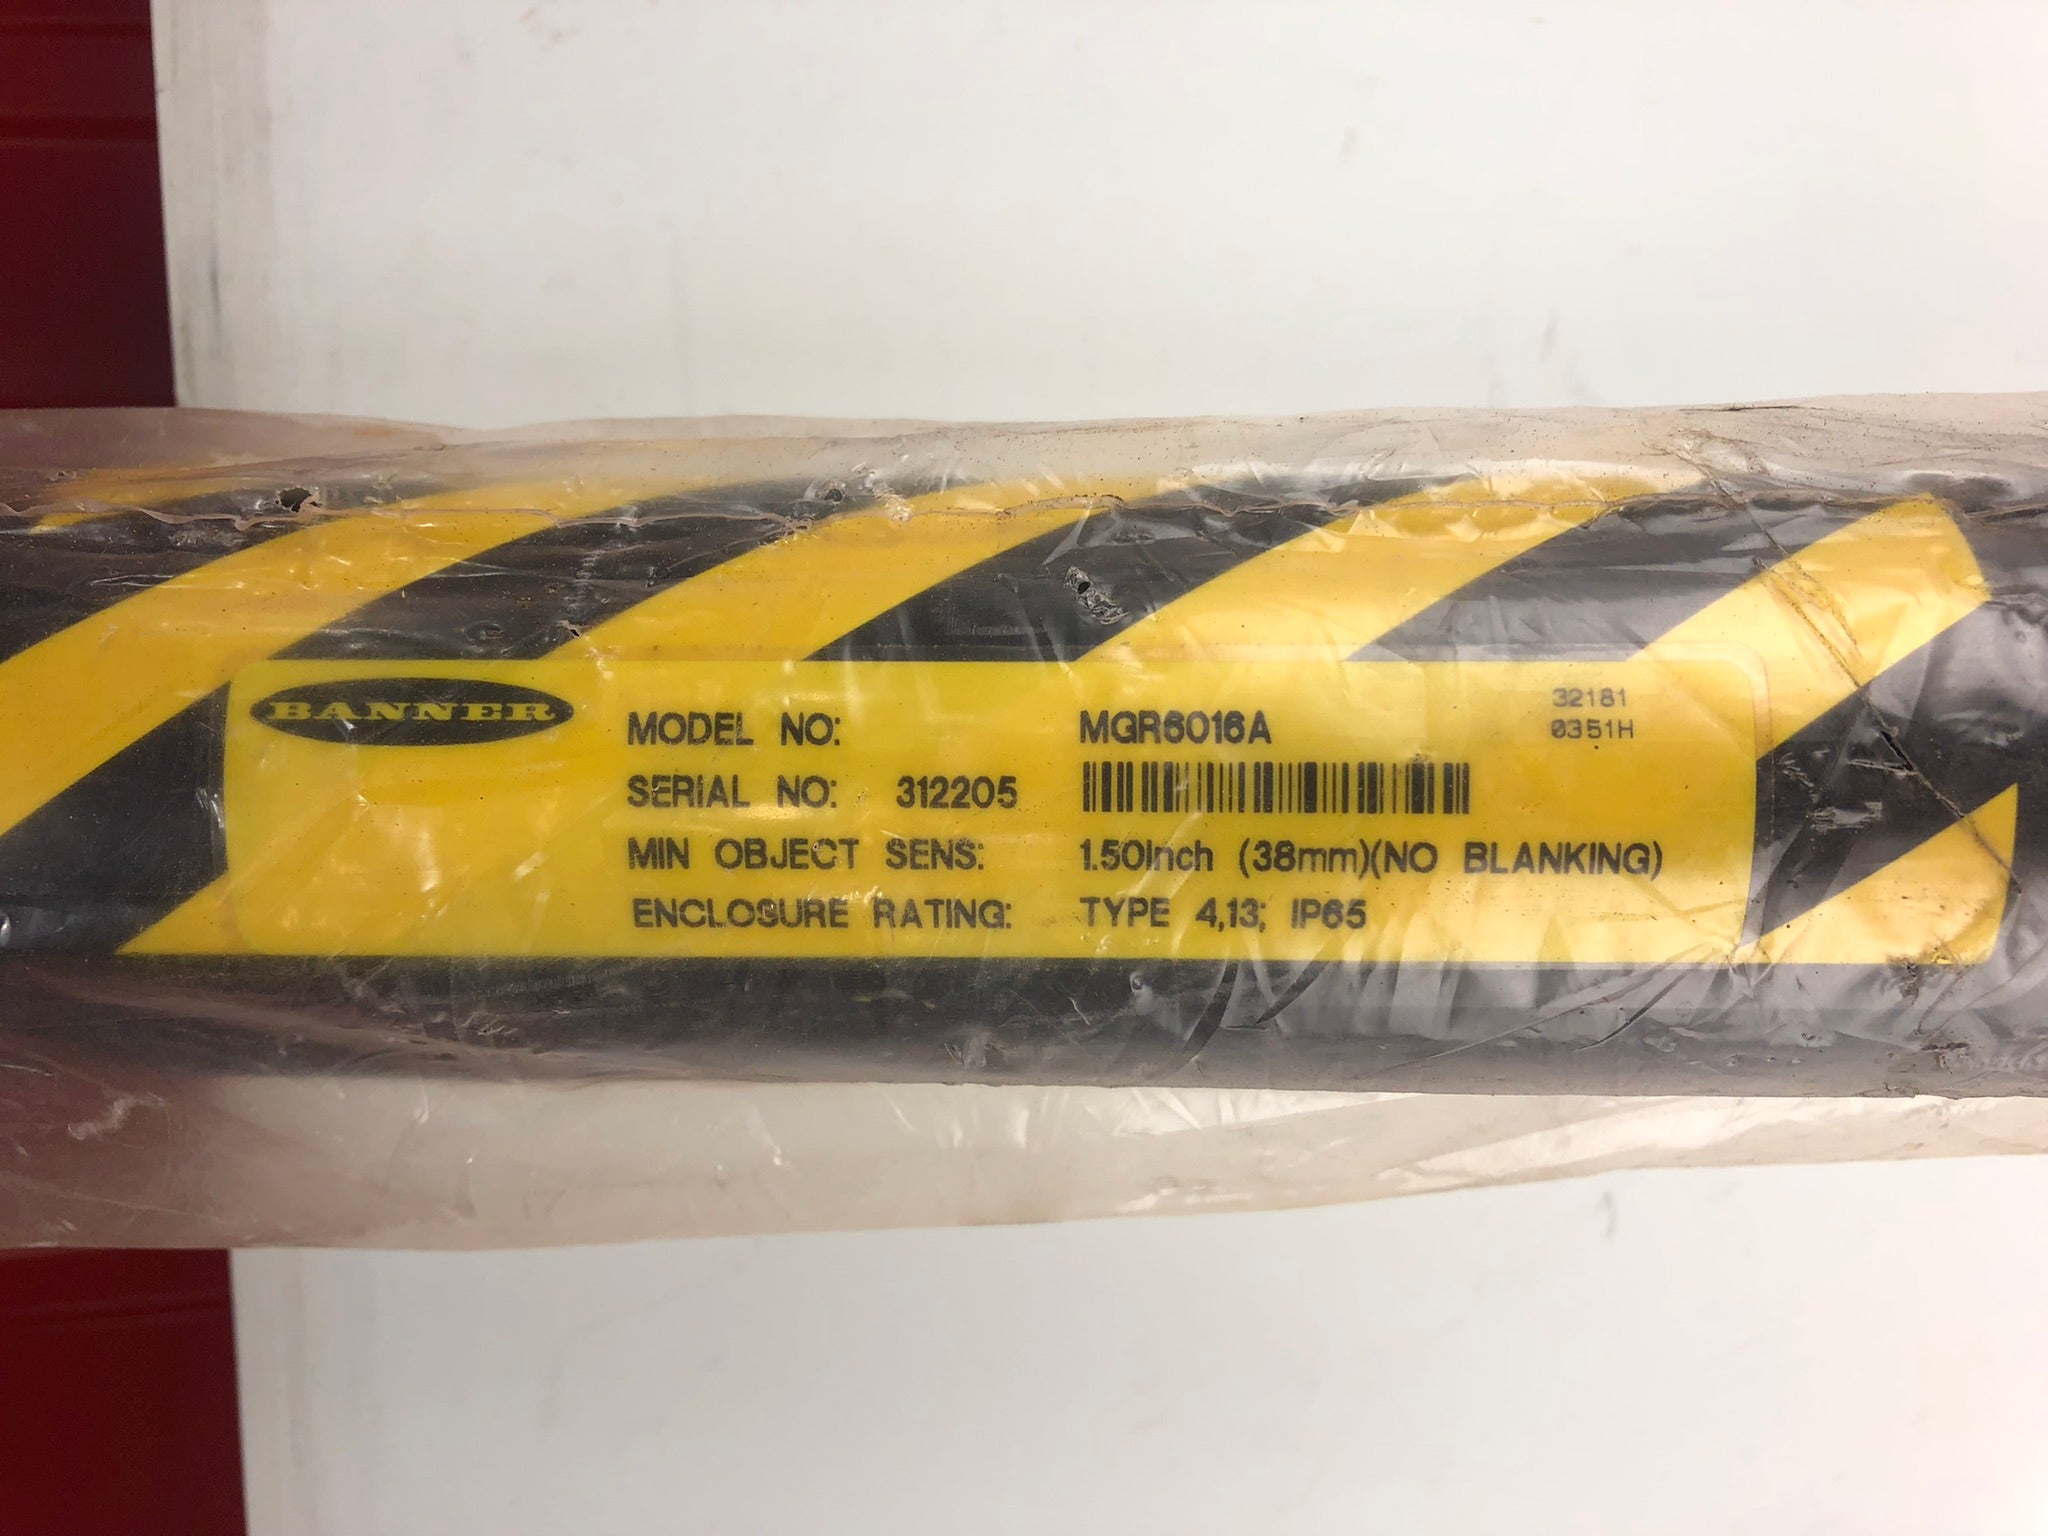 BANNER
MODEL NO: MGR6016A
32181
0351H
SERIAL NO: 312205
MIN OBJECT SENS: 1.50Inch (38mm)(NO BLANKING)
ENCLOSURE RATING: TYPE 4,13; IP65